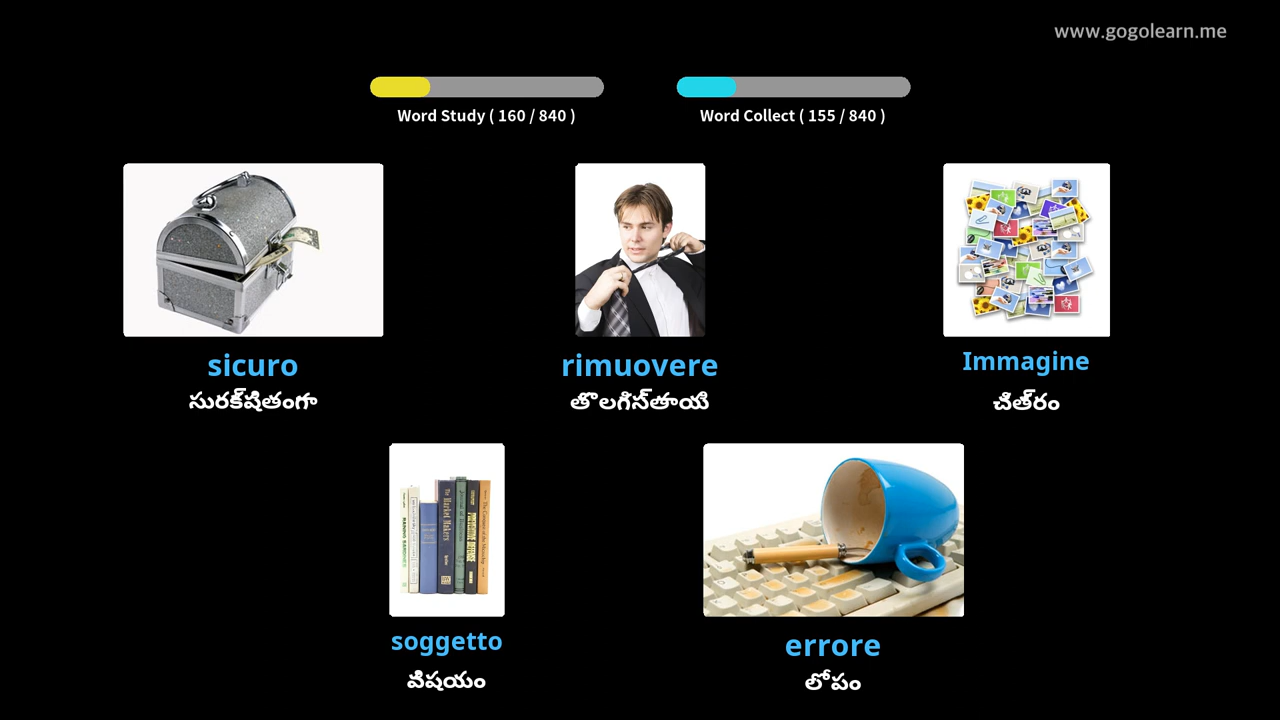 www.gogolearn.me
Word Study ( 160 / 840 )
Word Collect ( 155 / 840 )
sicuro
rimuovere
Immagine
సురక్షితంగా
తొలగిస్తాయి
చిత్రం
soggetto
errore
విషయం
లోపం